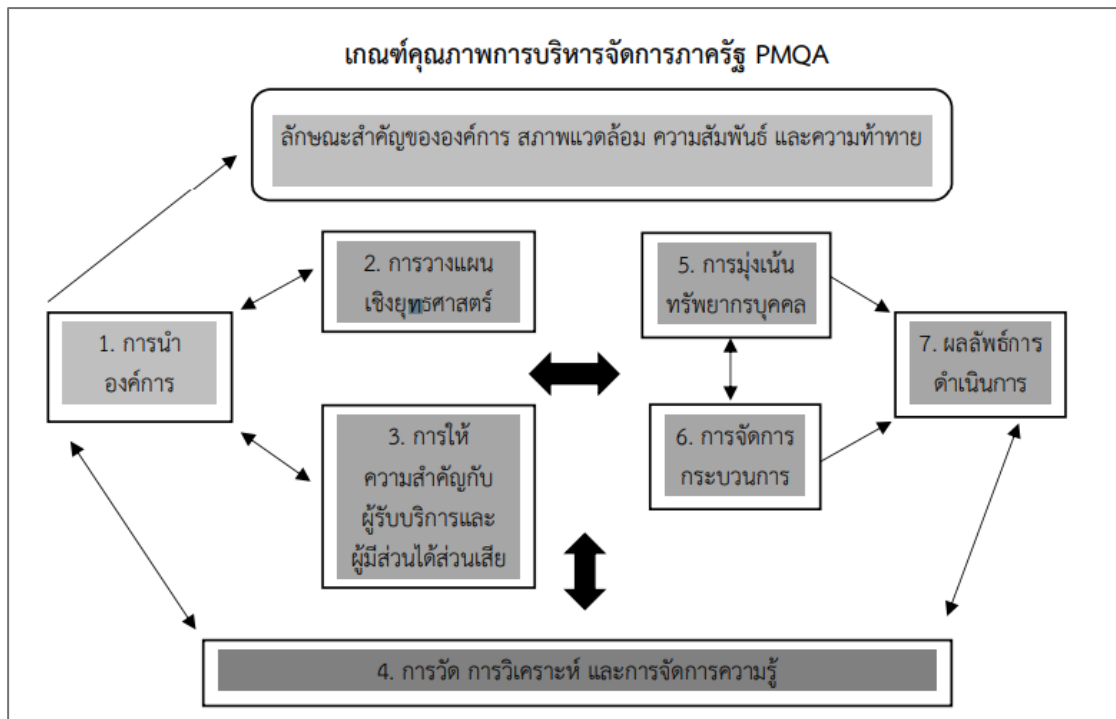 เกณฑ์คุณภาพการบริหารจัดการภาครัฐ PMQA
ลักษณะสำคัญขององค์การ สภาพแวดล้อม ความสัมพันธ์ และความท้าทาย
1. การนำ
องค์การ
2. การวางแผน
เชิงยุทธศาสตร์
3. การให้
ความสำคัญกับ
ผู้รับบริการและ
ผู้มีส่วนได้ส่วนเสีย
5. การมุ่งเน้น
ทรัพยากรบุคคล
6. การจัดการ
กระบวนการ
7. ผลลัพธ์การ
ดำเนินการ
4. การวัด การวิเคราะห์ และการจัดการความรู้